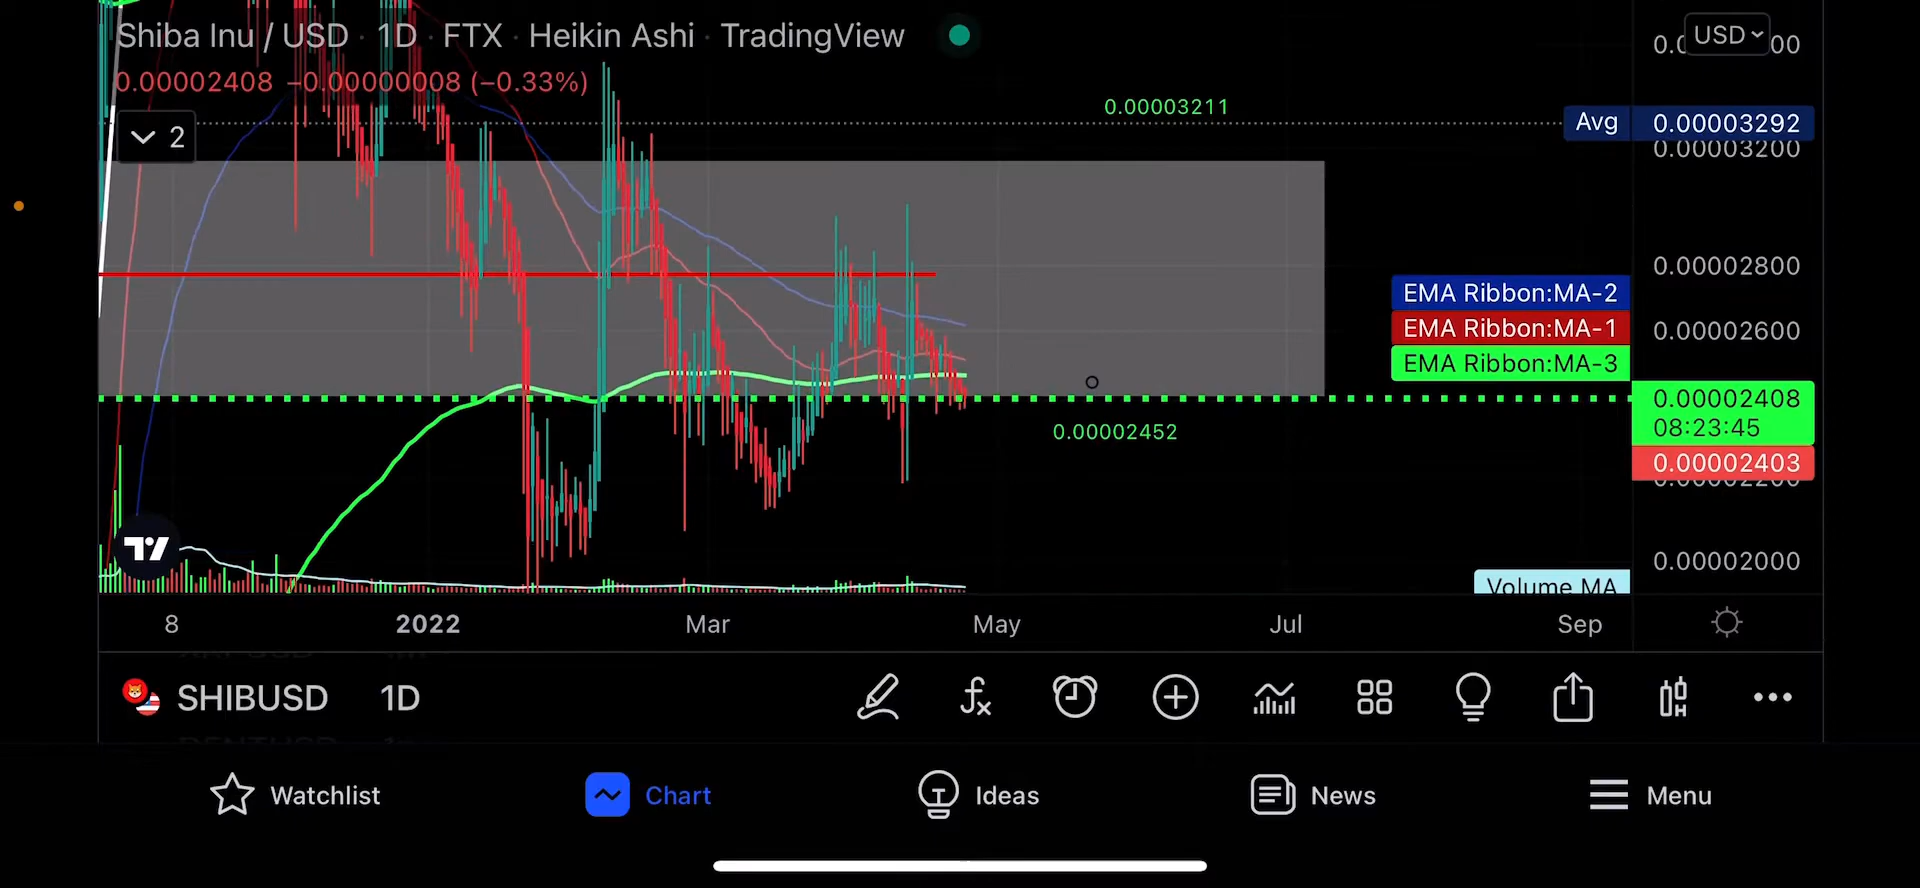 Shiba Inu / USD · 1D · FTX · Heikin Ashi · TradingView
USD
0.00002408 −0.00000008 (−0.33%)
0.00003211
2
Avg 0.00003292
0.00003200
0.00002800
EMA Ribbon:MA-2
EMA Ribbon:MA-1
0.00002600
EMA Ribbon:MA-3
0.00002408
08:23:45
0.00002452
0.00002403
0.00002200
0.00002000
Volume MA
8 2022 Mar May Jul Sep
SHIBUSD 1D
Watchlist Chart Ideas News Menu